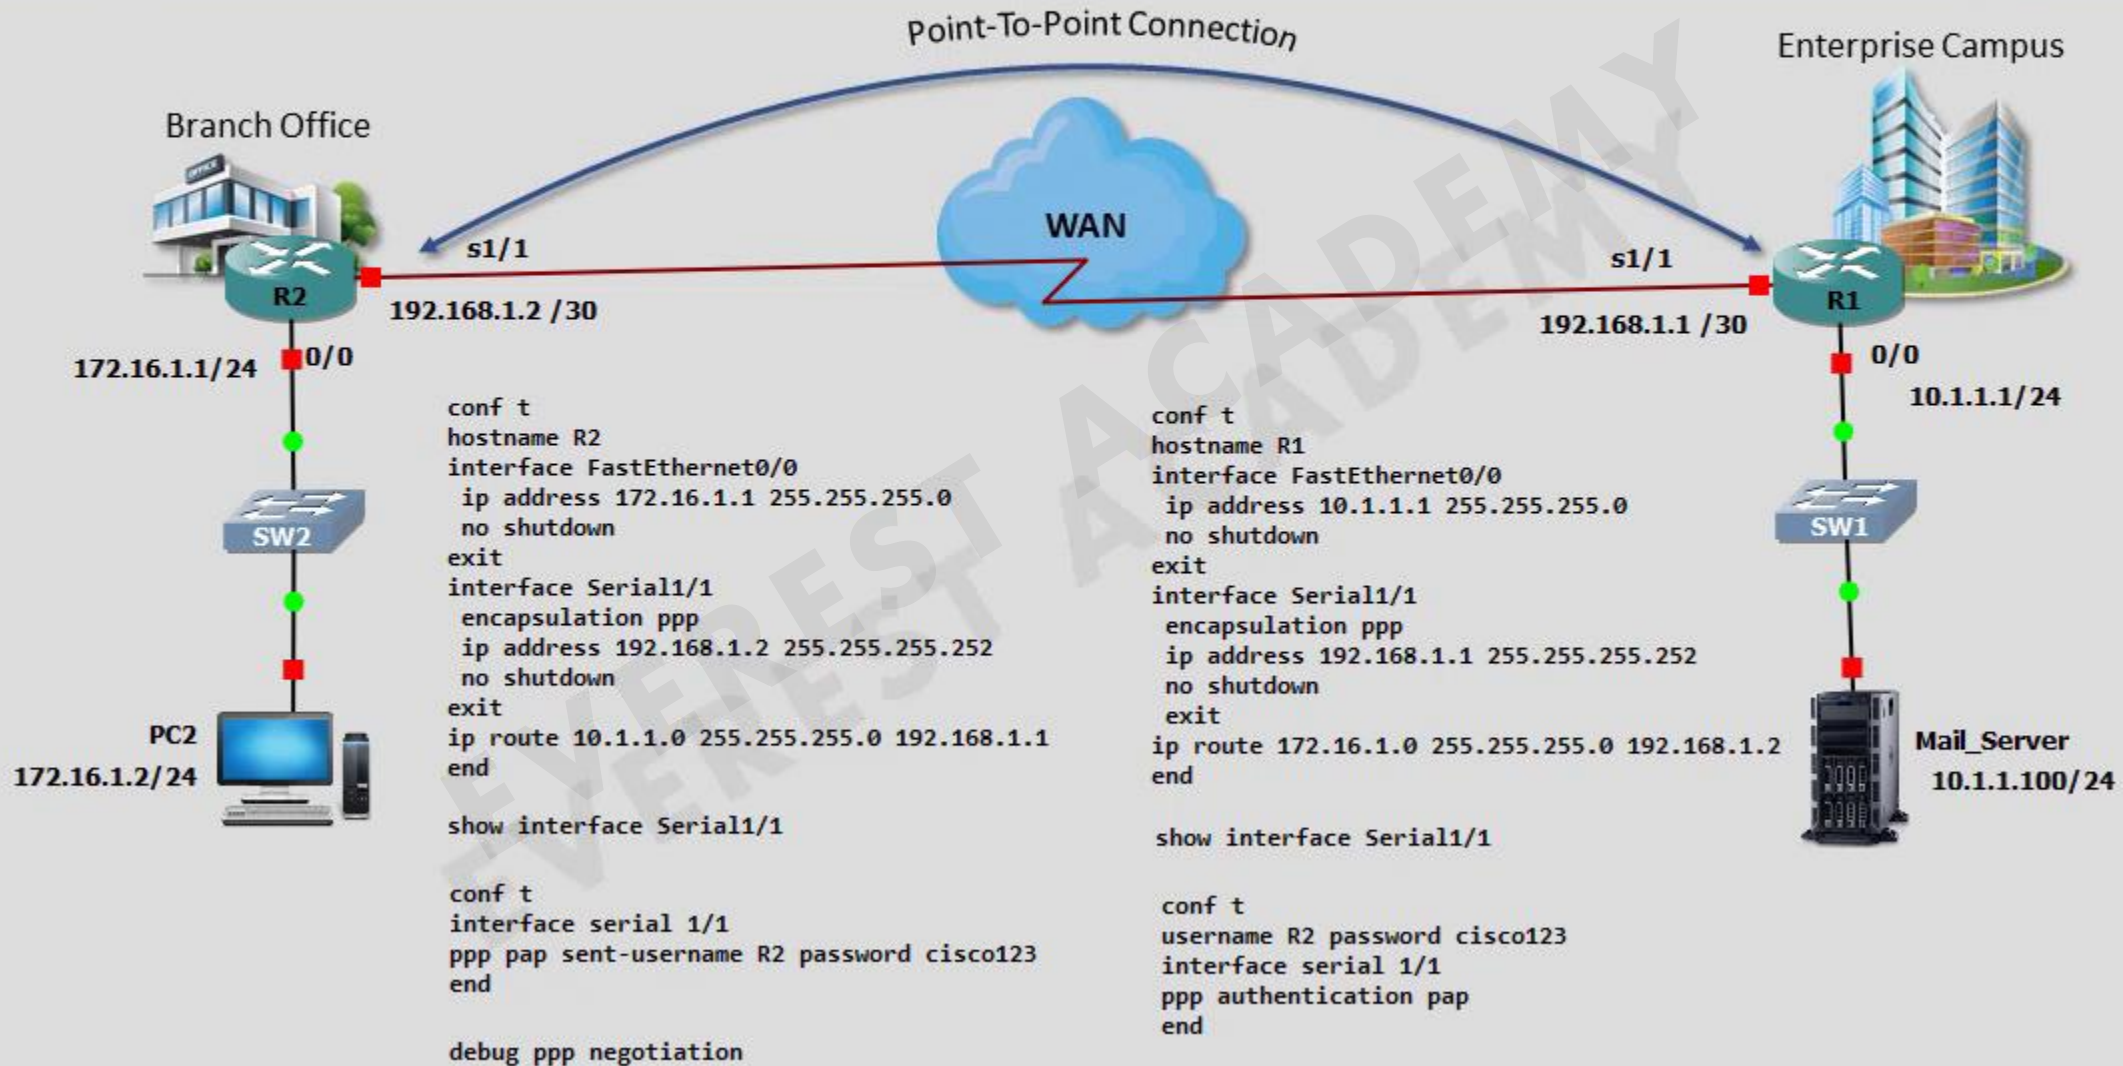 Point-To-Point Connection
Enterprise Campus
Branch Office
OFFICE
WAN
s1/1
s1/1
R2
R1
192.168.1.2 /30
192.168.1.1 /30
172.16.1.1/24
0/0
0/0
10.1.1.1/24
SW2
SW1
PC2
172.16.1.2/24
Mail_Server
10.1.1.100/24
conf t
hostname R2
interface FastEthernet0/0
ip address 172.16.1.1 255.255.255.0
no shutdown
exit
interface Serial1/1
encapsulation ppp
ip address 192.168.1.2 255.255.255.252
no shutdown
exit
ip route 10.1.1.0 255.255.255.0 192.168.1.1
end
show interface Serial1/1
conf t
interface serial 1/1
ppp pap sent-username R2 password cisco123
end
debug ppp negotiation
conf t
hostname R1
interface FastEthernet0/0
ip address 10.1.1.1 255.255.255.0
no shutdown
exit
interface Serial1/1
encapsulation ppp
ip address 192.168.1.1 255.255.255.252
no shutdown
exit
ip route 172.16.1.0 255.255.255.0 192.168.1.2
end
show interface Serial1/1
conf t
username R2 password cisco123
interface serial 1/1
ppp authentication pap
end
EVEREST ACADEMY
EVEREST ACADEMY